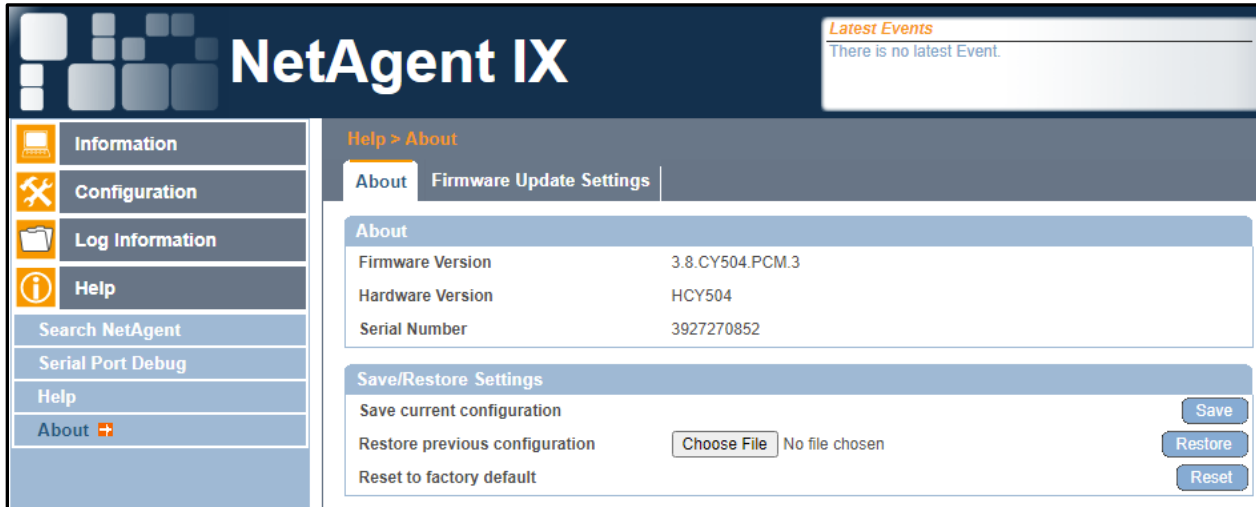 NetAgent IX
Latest Events
There is no latest Event.
Information
Configuration
Log Information
Help
Search NetAgent
Serial Port Debug
Help
About
Help > About
About Firmware Update Settings
About
Firmware Version 3.8.CY504.PCM.3
Hardware Version HCY504
Serial Number 3927270852
Save/Restore Settings
Save current configuration Save
Restore previous configuration Choose File No file chosen Restore
Reset to factory default Reset